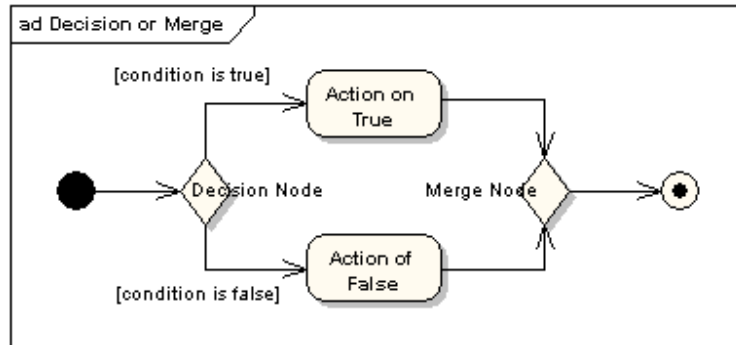 ad Decision or Merge
[condition is true]
Action on
True
Decision Node
Merge Node
Action of
False
[condition is false]